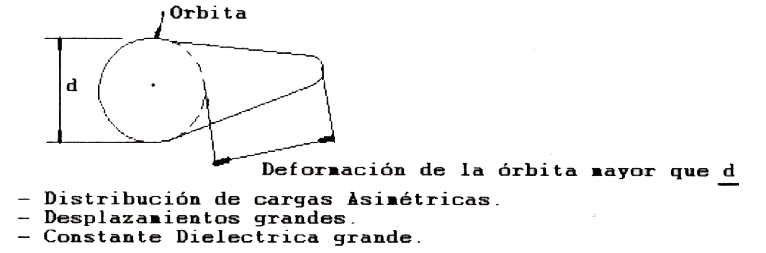 Orbita
d
Deformación de la órbita mayor que d
- Distribución de cargas Asimétricas.
- Desplazamientos grandes.
- Constante Dielectrica grande.